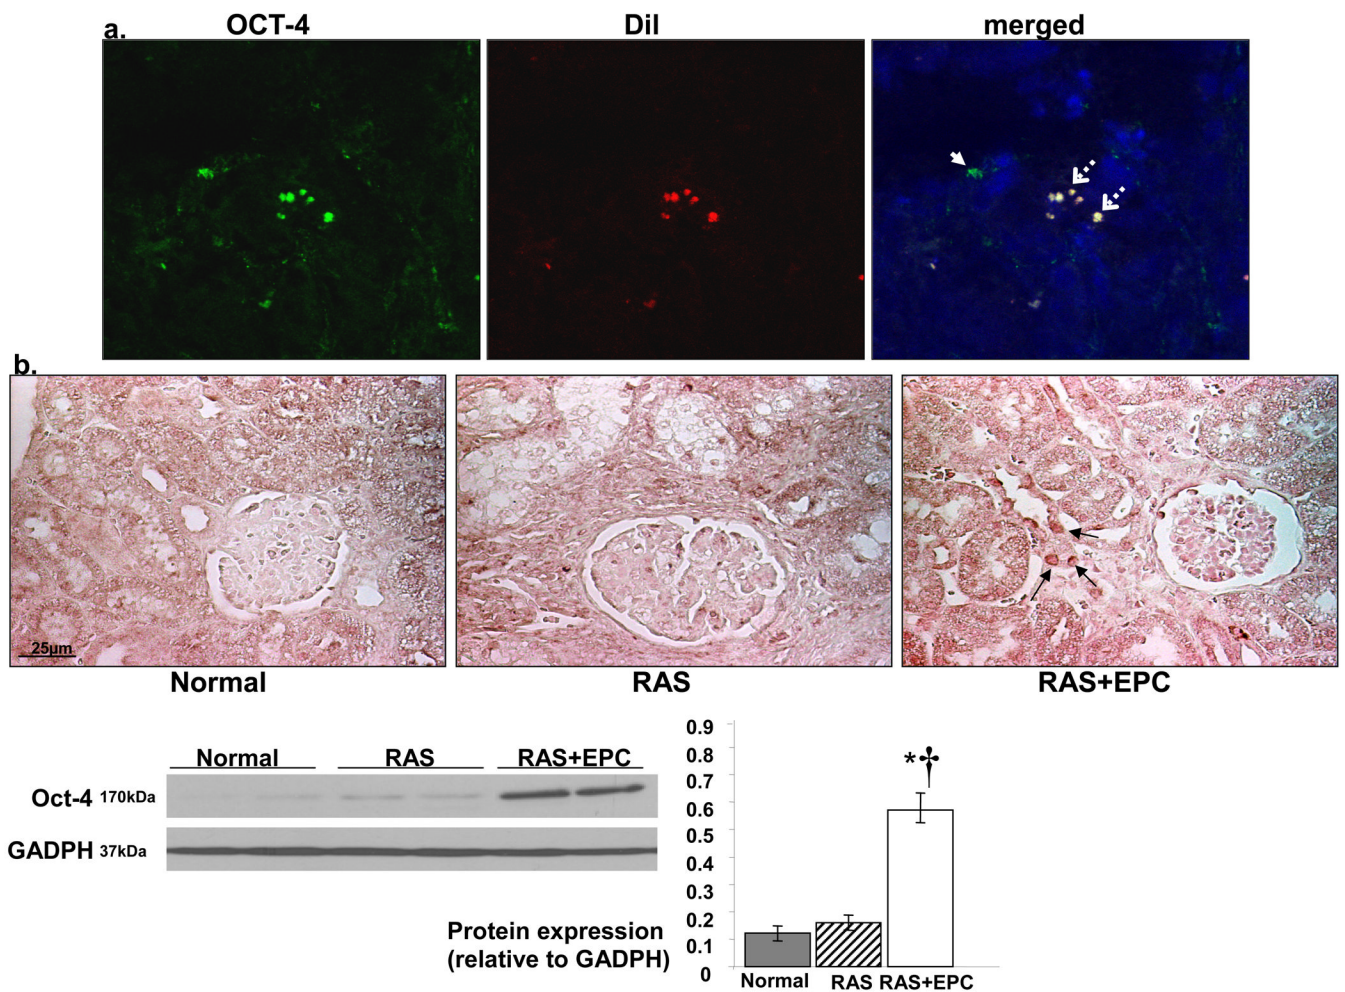 a.
OCT-4
Dil
merged
b.
25µm
Normal
RAS
RAS+EPC
Normal
RAS
RAS+EPC
Oct-4 170kDa
GADPH 37kDa
Protein expression
(relative to GADPH)
0.9
0.8
0.7
0.6
0.5
0.4
0.3
0.2
0.1
0
*†
Normal
RAS
RAS+EPC